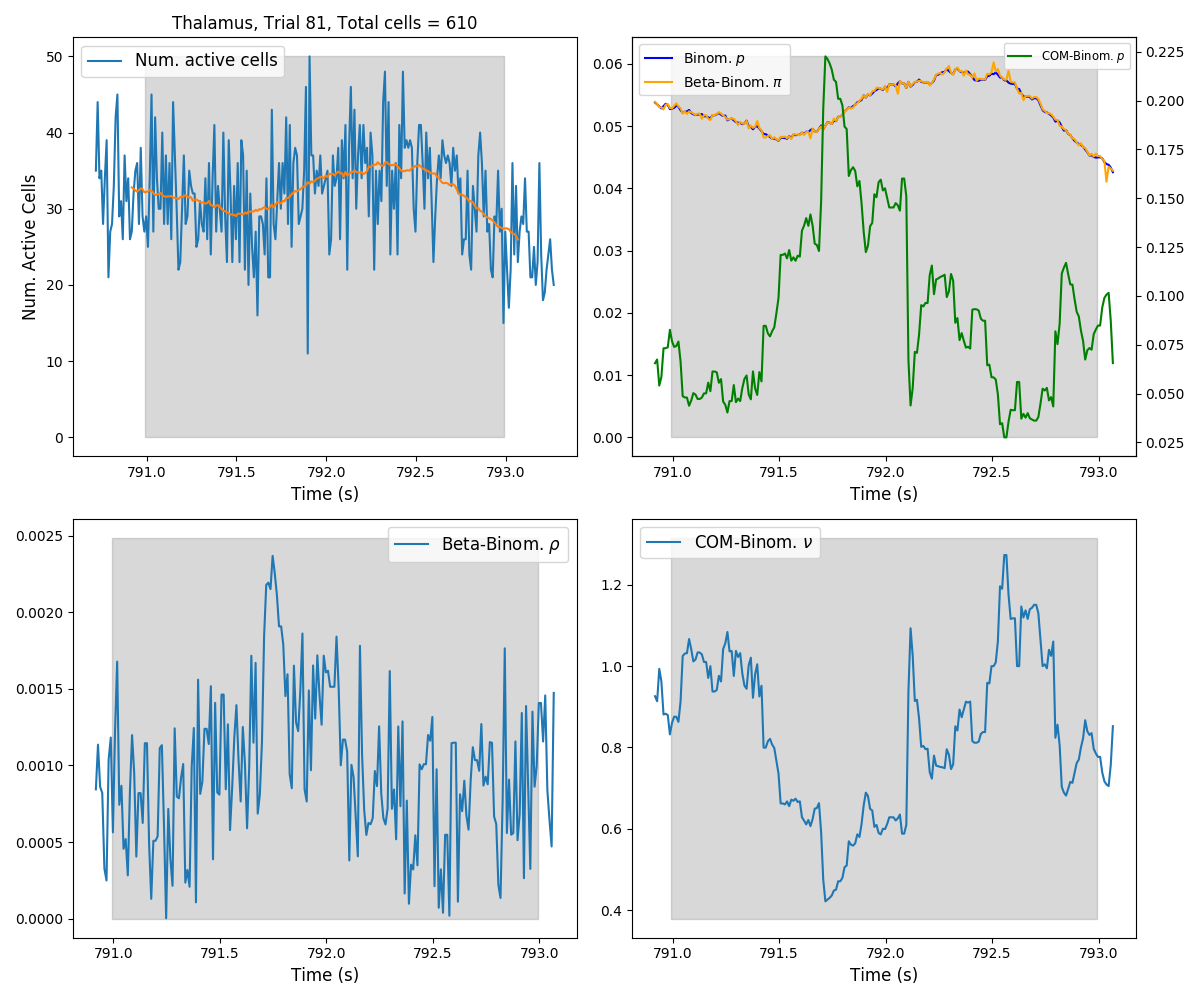 Thalamus, Trial 81, Total cells = 610
Num. active cells
50
40
30
20
10
0
Num. Active Cells
791.0 791.5 792.0 792.5 793.0
Time (s)
Binom. p
Beta-Binom. π
COM-Binom. p
0.06
0.05
0.04
0.03
0.02
0.01
0.00
0.225
0.200
0.175
0.150
0.125
0.100
0.075
0.050
0.025
791.0 791.5 792.0 792.5 793.0
Time (s)
Beta-Binom. ρ
0.0025
0.0020
0.0015
0.0010
0.0005
0.0000
791.0 791.5 792.0 792.5 793.0
Time (s)
COM-Binom. ν
1.2
1.0
0.8
0.6
0.4
791.0 791.5 792.0 792.5 793.0
Time (s)